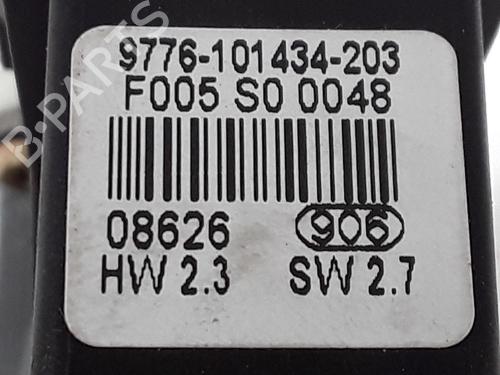 9776-101434-203
F005 S0 0048
08626 906
HW 2.3 SW 2.7
B-PARTS